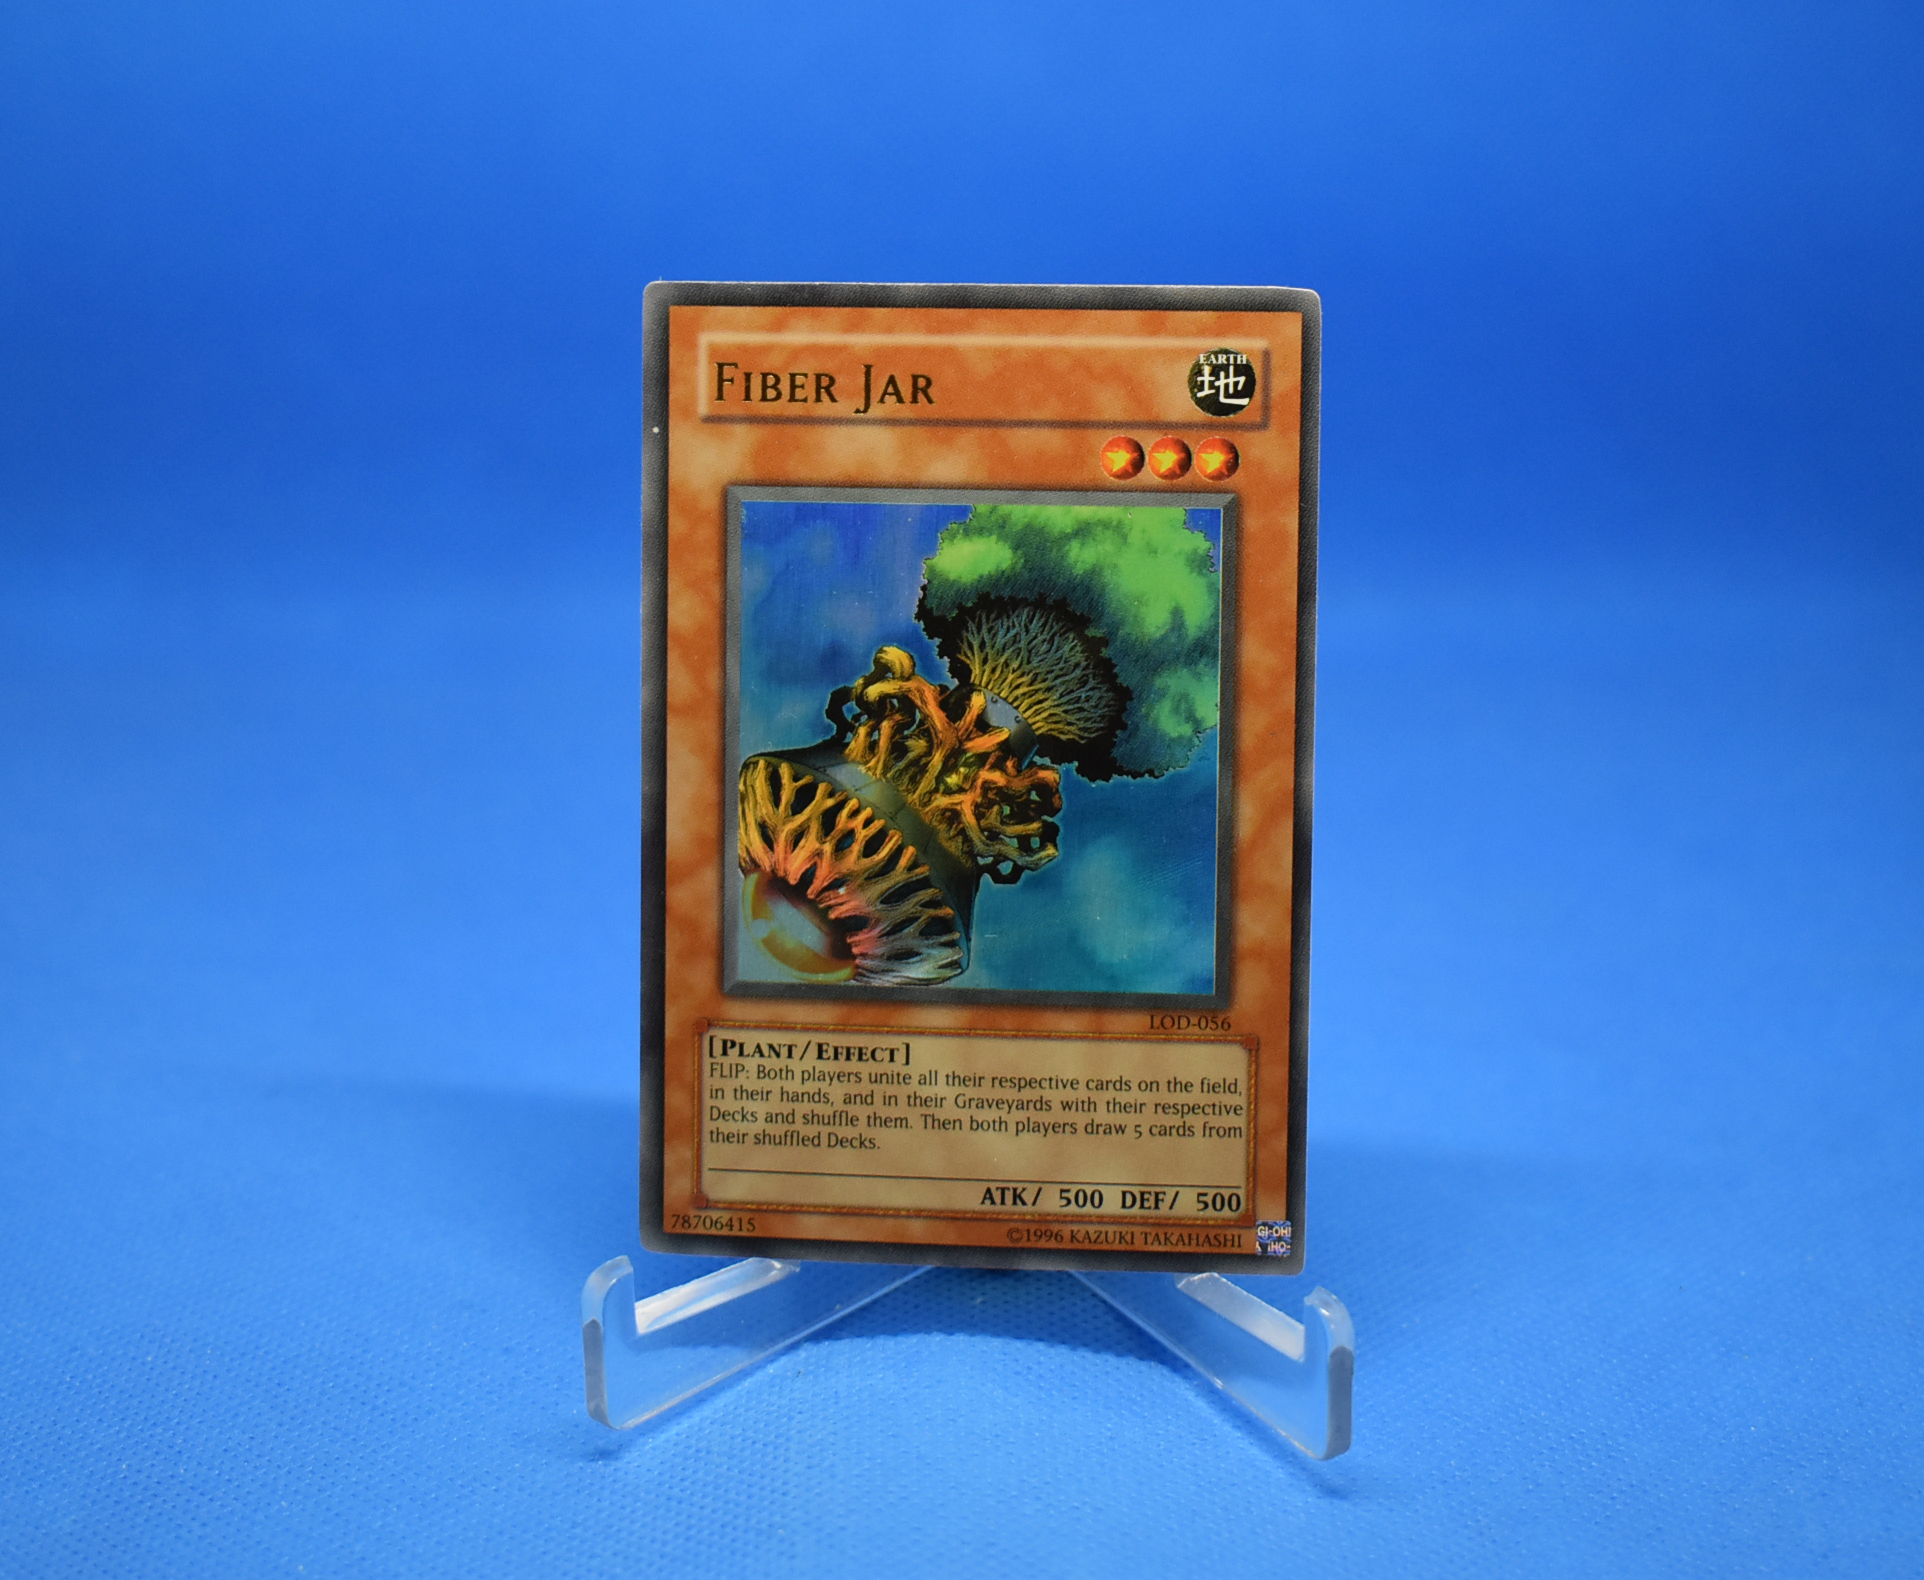 FIBER JAR
EARTH
地
LOD-056
[PLANT/EFFECT]
FLIP: Both players unite all their respective cards on the field,
in their hands, and in their Graveyards with their respective
Decks and shuffle them. Then both players draw 5 cards from
their shuffled Decks.
ATK/ 500 DEF/ 500
78706415
©1996 KAZUKI TAKAHASHI